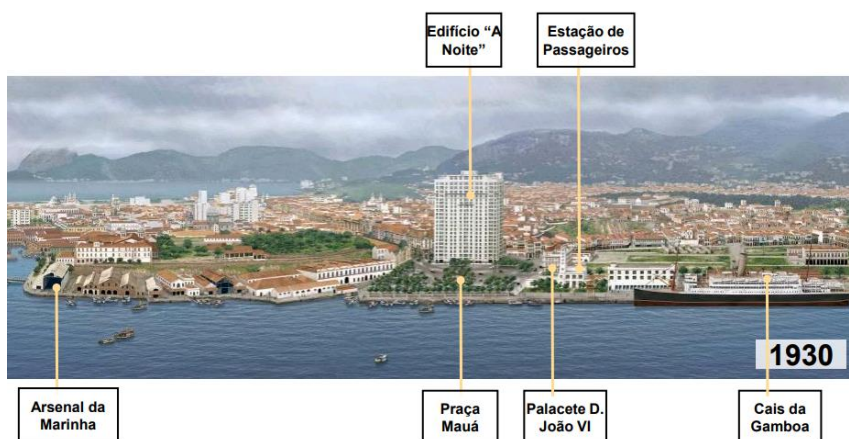 Edifício “A
Noite”
Estação de
Passageiros
1930
Arsenal da
Marinha
Praça
Mauá
Palacete D.
João VI
Cais da
Gamboa